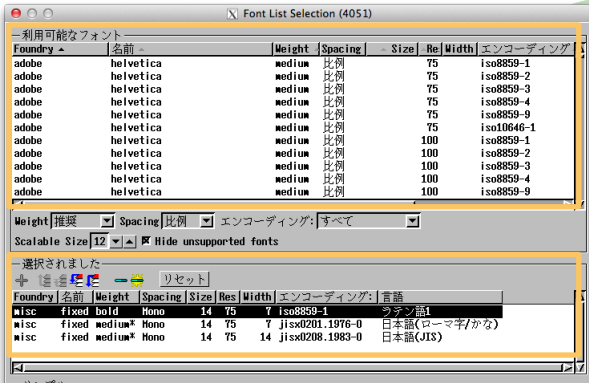 Font List Selection (4051)
利用可能なフォント
Foundry 名前 Weight Spacing Size Re Width エンコーディング
adobe helvetica medium 比例 75 iso8859-1
adobe helvetica medium 比例 75 iso8859-2
adobe helvetica medium 比例 75 iso8859-3
adobe helvetica medium 比例 75 iso8859-4
adobe helvetica medium 比例 75 iso8859-9
adobe helvetica medium 比例 75 iso10646-1
adobe helvetica medium 比例 100 iso8859-1
adobe helvetica medium 比例 100 iso8859-2
adobe helvetica medium 比例 100 iso8859-3
adobe helvetica medium 比例 100 iso8859-4
adobe helvetica medium 比例 100 iso8859-9
Weight 推奨 Spacing 比例 エンコーディング: すべて
Scalable Size 12 Hide unsupported fonts
選択されました
リセット
Foundry 名前 Weight Spacing Size Res Width エンコーディング: 言語
misc fixed bold Mono 14 75 7 iso8859-1 ラテン語1
misc fixed medium* Mono 14 75 7 jisx0201.1976-0 日本語(ローマ字/かな)
misc fixed medium* Mono 14 75 14 jisx0208.1983-0 日本語(JIS)